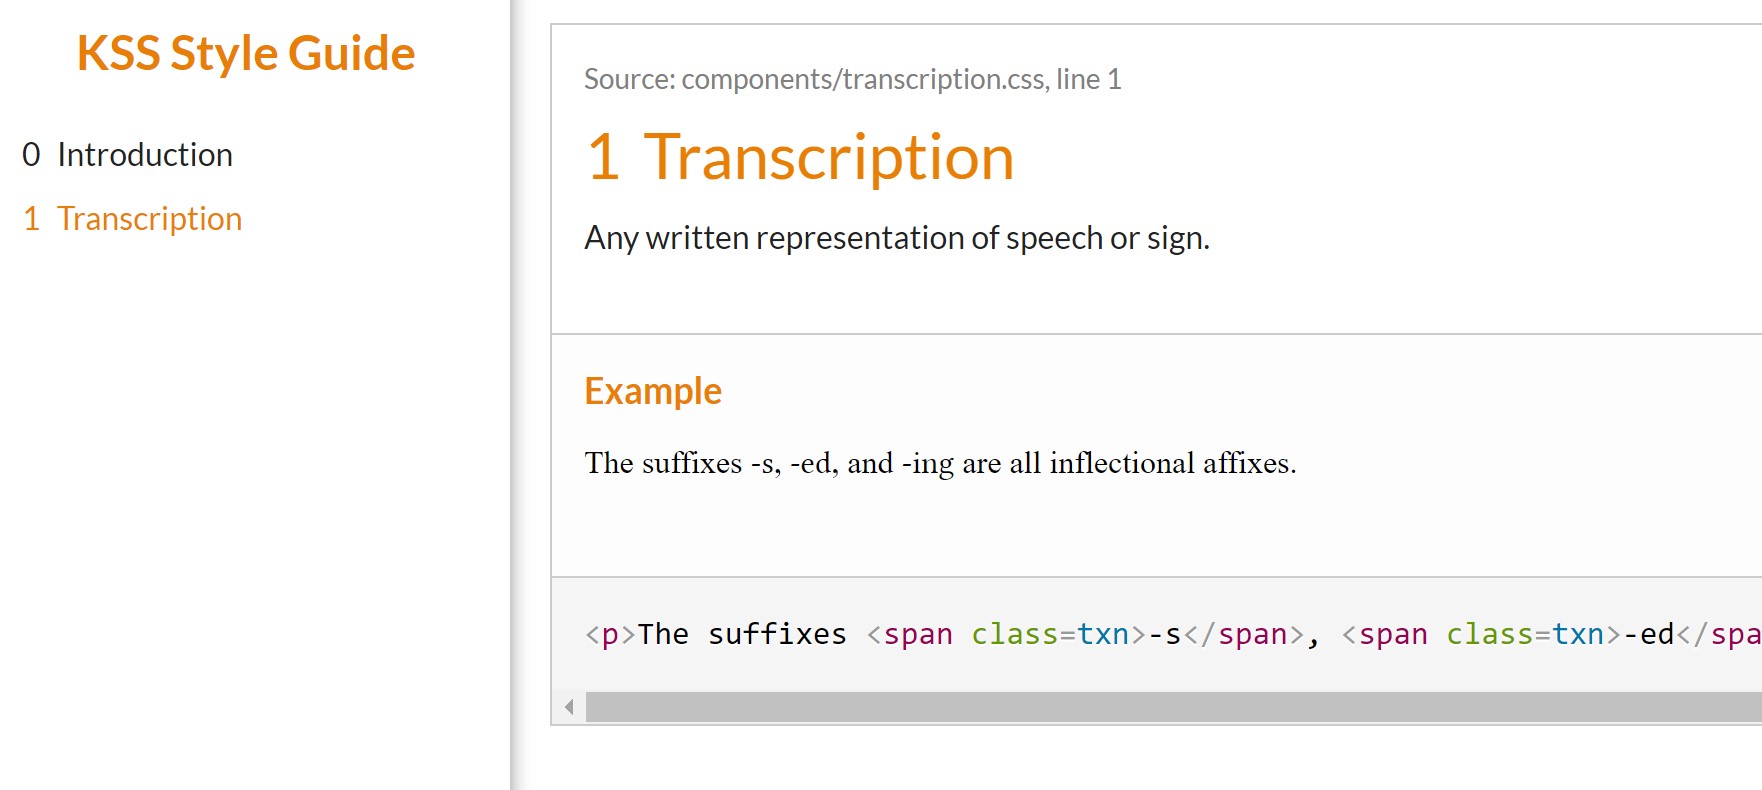 KSS Style Guide
0 Introduction
1 Transcription
Source: components/transcription.css, line 1
1 Transcription
Any written representation of speech or sign.
Example
The suffixes -s, -ed, and -ing are all inflectional affixes.
<p>The suffixes <span class=txn>-s</span>, <span class=txn>-ed</spa